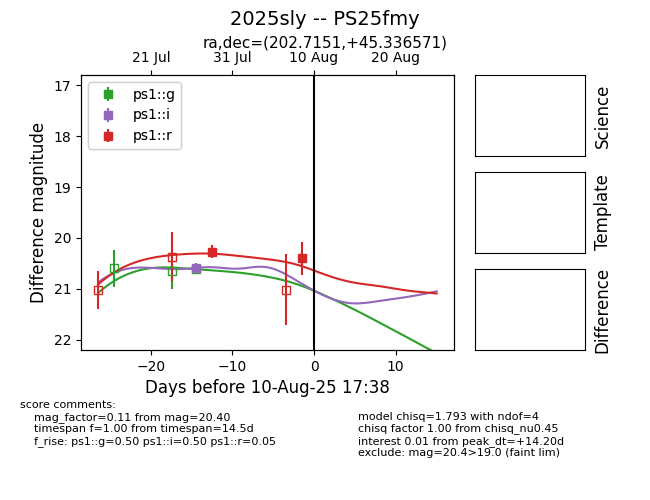 2025sly -- PS25fmy
ra,dec=(202.7151,+45.336571)
21 Jul 31 Jul 10 Aug 20 Aug
17
18
19
20
21
22
Difference magnitude
ps1::g
ps1::i
ps1::r
−20 −10 0 10
Days before 10-Aug-25 17:38
Science
Template
Difference
score comments:
mag_factor=0.11 from mag=20.40
timespan f=1.00 from timespan=14.5d
f_rise: ps1::g=0.50 ps1::i=0.50 ps1::r=0.05
model chisq=1.793 with ndof=4
chisq factor 1.00 from chisq_nu0.45
interest 0.01 from peak_dt=+14.20d
exclude: mag=20.4>19.0 (faint lim)